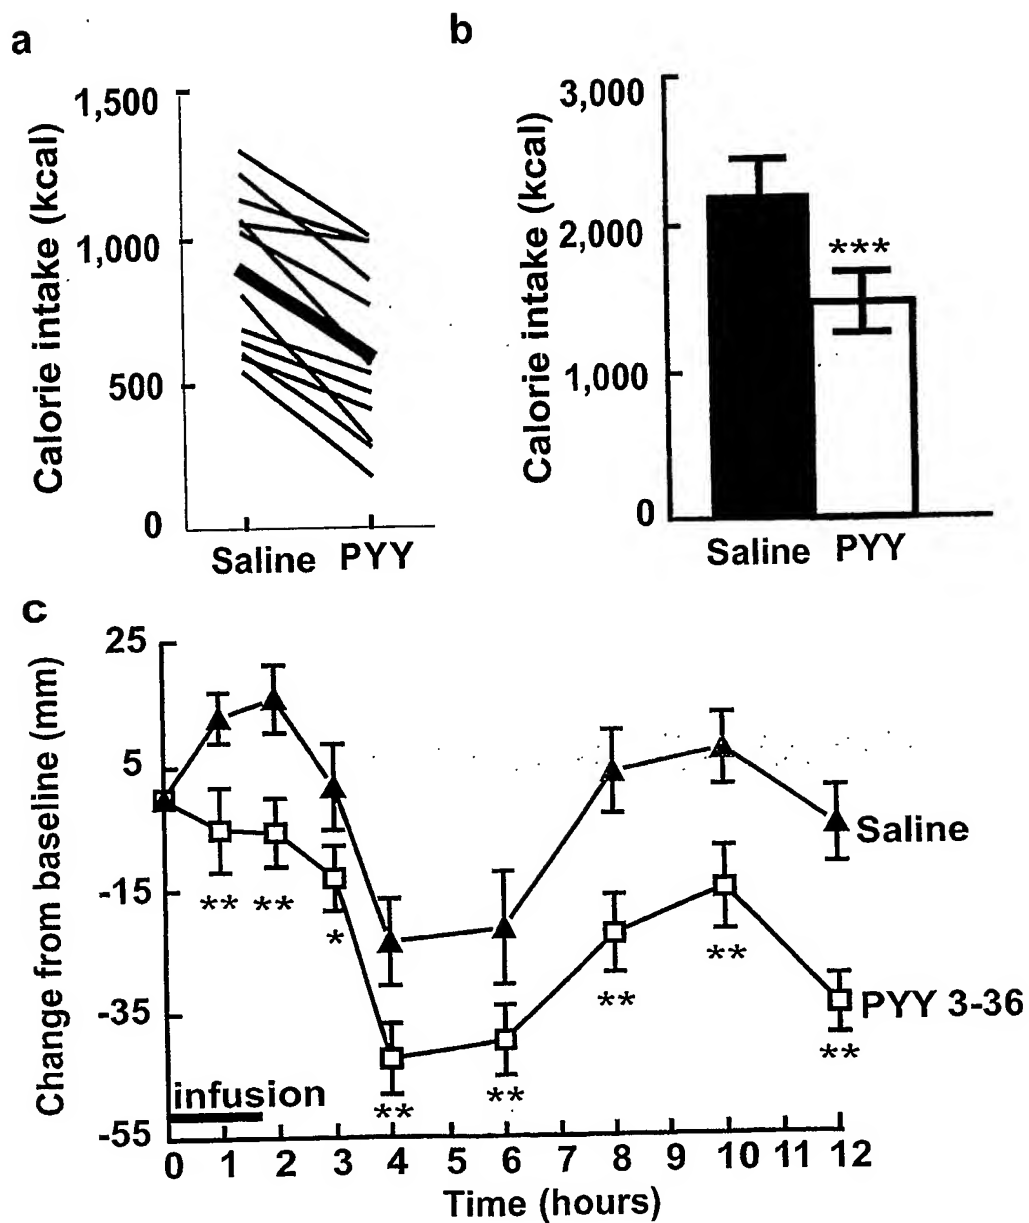 a
Calorie intake (kcal)
1,500
1,000
500
0
Saline PYY
b
Calorie intake (kcal)
3,000
2,000
1,000
0
***
Saline PYY
c
Change from baseline (mm)
25
5
-15
-35
-55
** ** * ** ** ** ** **
Saline
PYY 3-36
infusion
0 1 2 3 4 5 6 7 8 9 10 11 12
Time (hours)